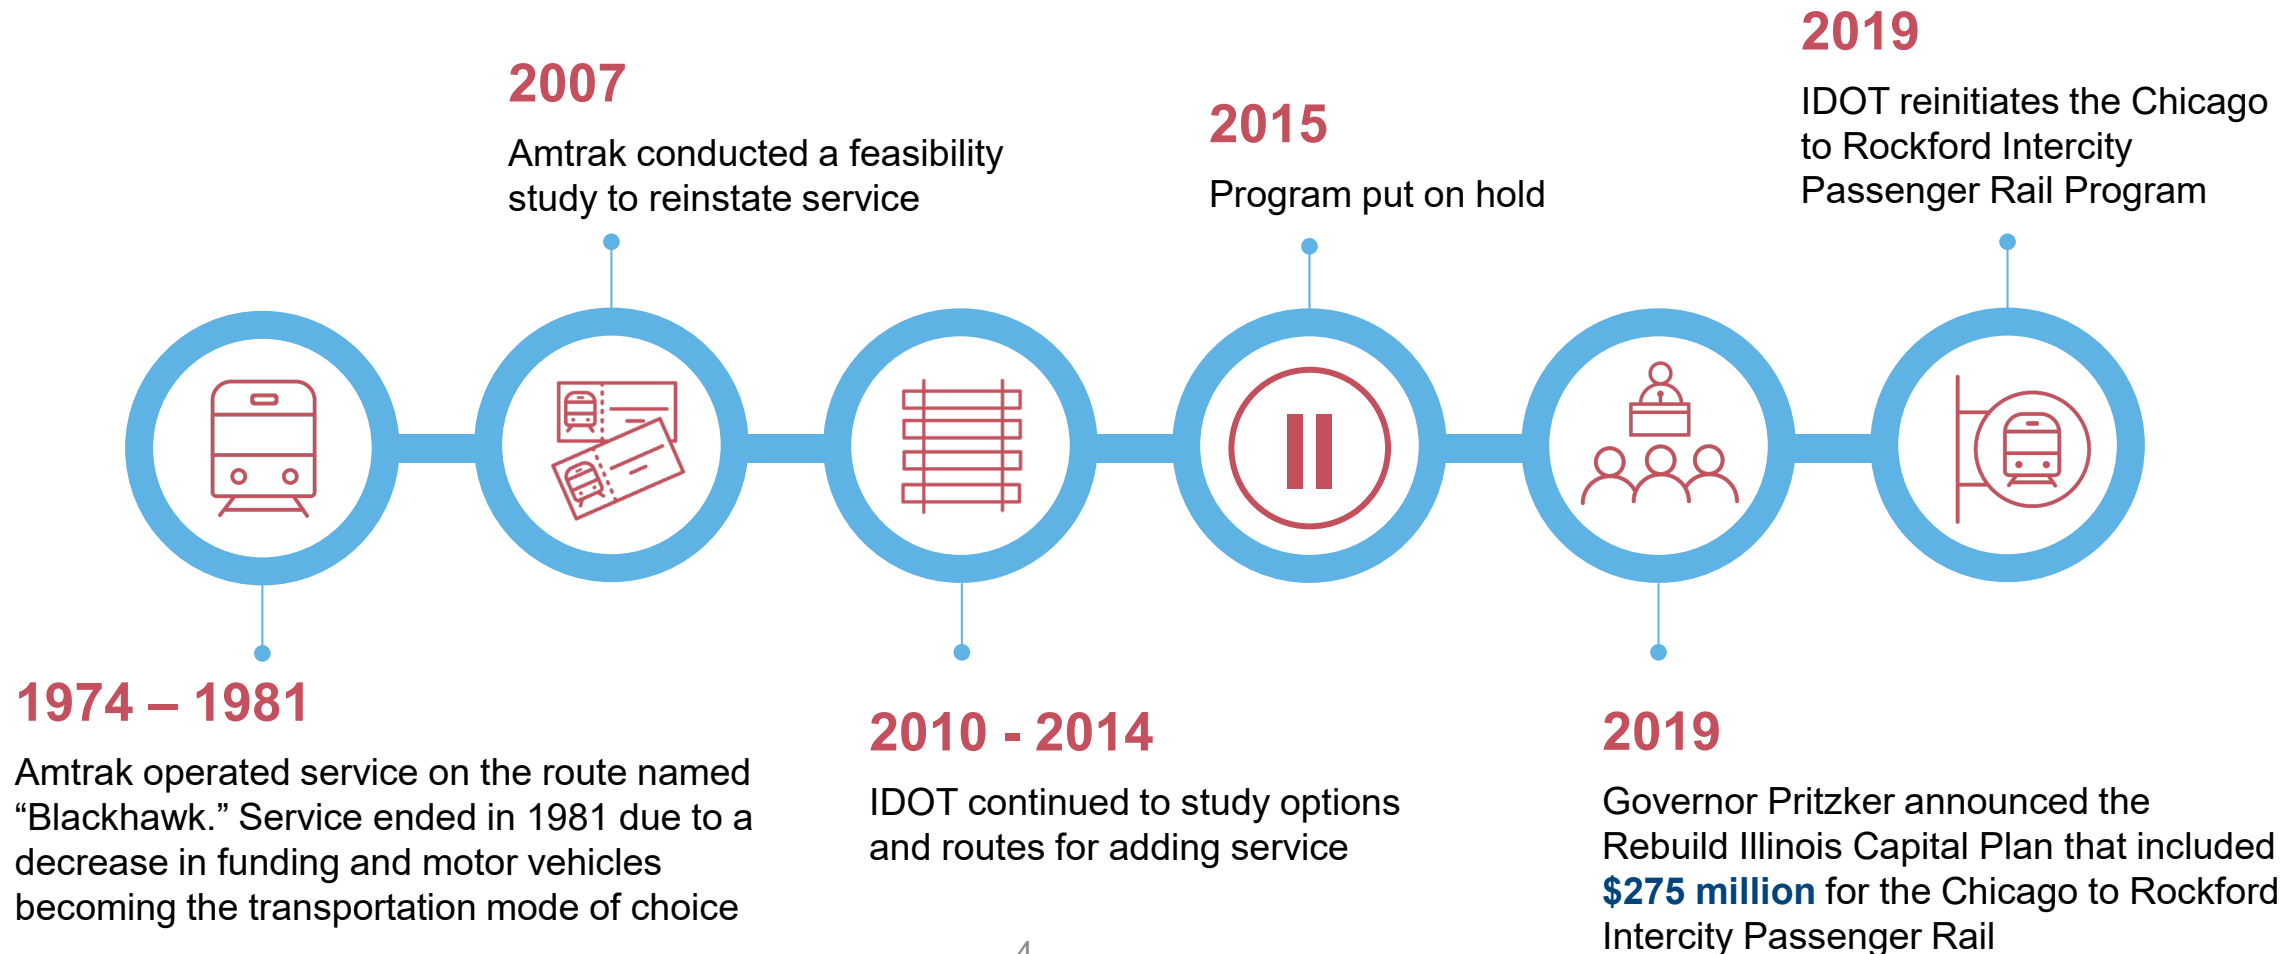 1974 – 1981
Amtrak operated service on the route named
“Blackhawk.” Service ended in 1981 due to a
decrease in funding and motor vehicles
becoming the transportation mode of choice
2007
Amtrak conducted a feasibility
study to reinstate service
2010 - 2014
IDOT continued to study options
and routes for adding service
2015
Program put on hold
2019
Governor Pritzker announced the
Rebuild Illinois Capital Plan that included
$275 million for the Chicago to Rockford
Intercity Passenger Rail
2019
IDOT reinitiates the Chicago
to Rockford Intercity
Passenger Rail Program
4